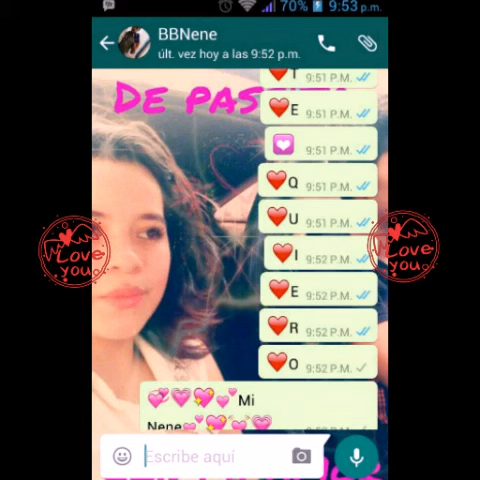 70% 9:53 p.m.
BBNene
últ. vez hoy a las 9:52 p.m.
T 9:51 P.M.
DE PAS
E 9:51 P.M.
9:51 P.M.
Q 9:51 P.M.
U 9:51 P.M.
I 9:52 P.M.
E 9:52 P.M.
R 9:52 P.M.
O 9:52 P.M.
Mi
Nene
Escribe aquí
Love
you
Love
you